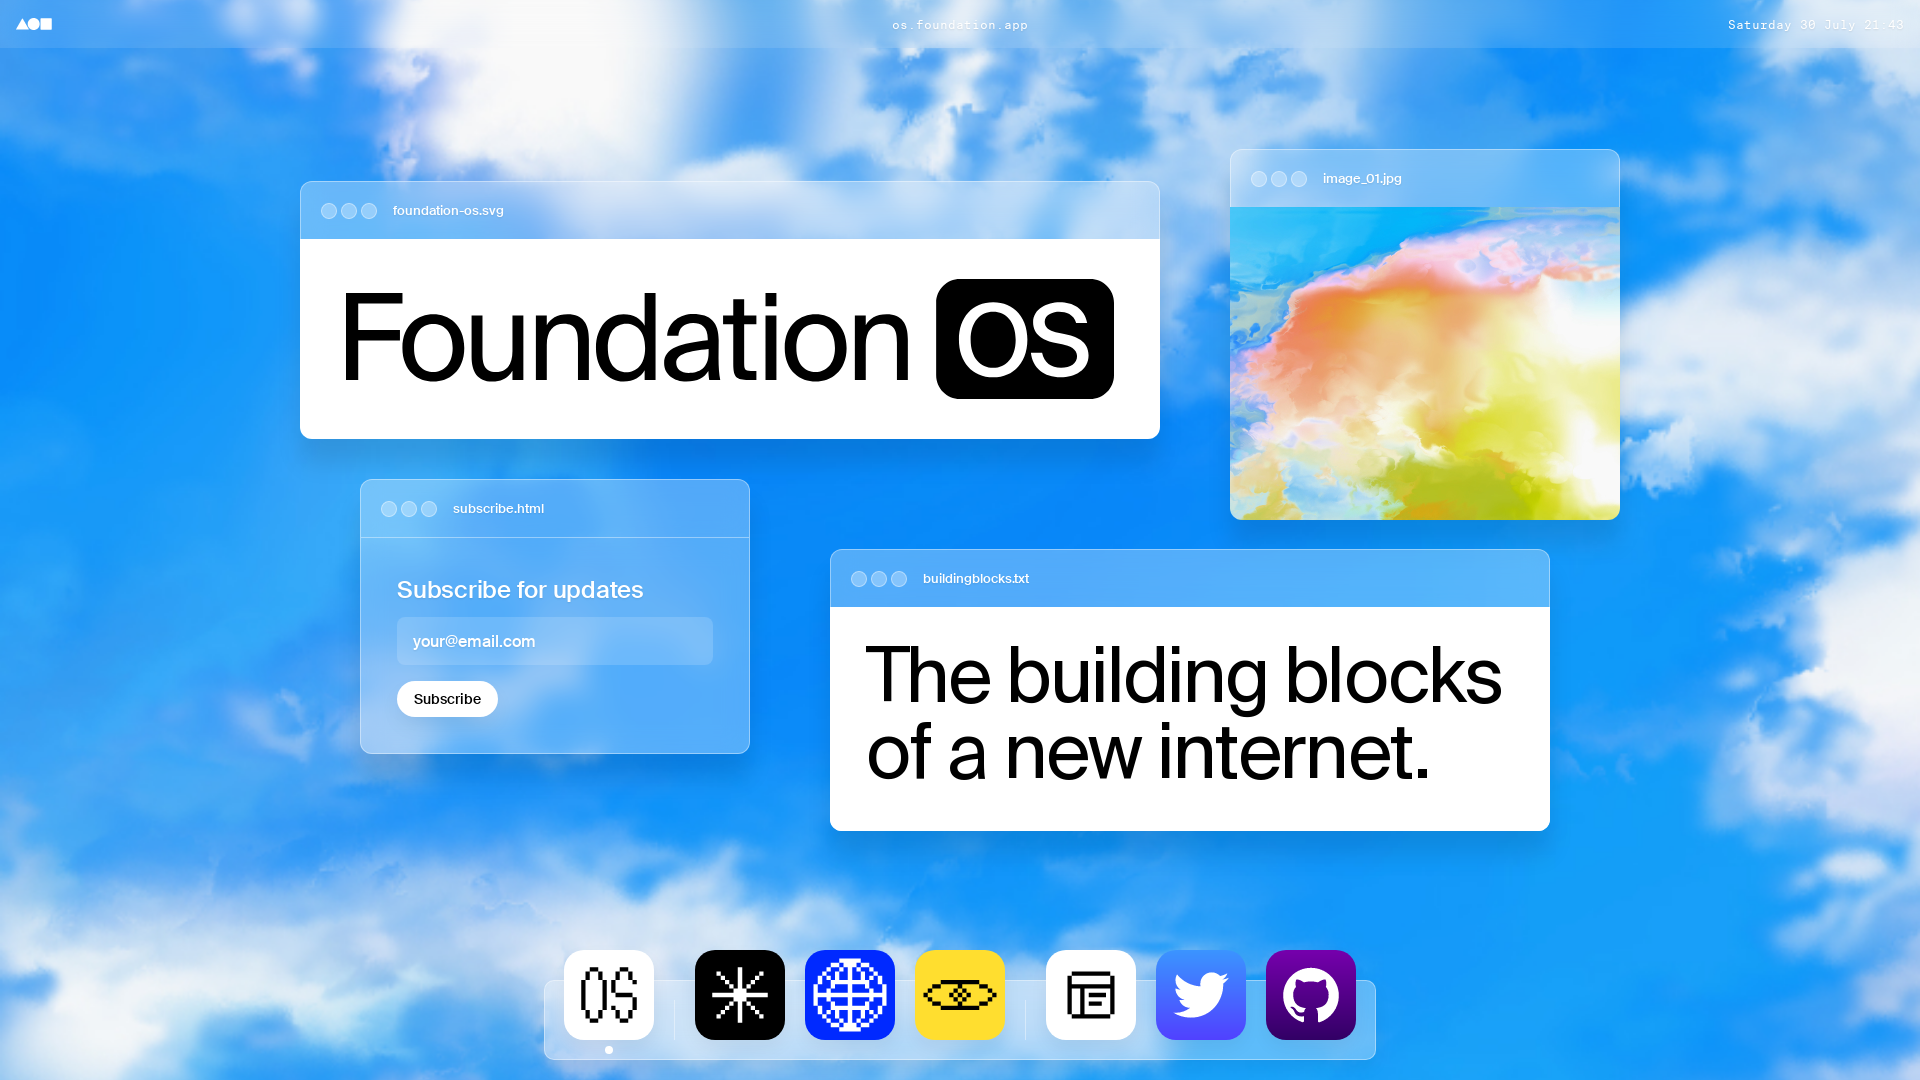 os.foundation.app
Saturday 30 July 21:43
foundation-os.svg
Foundation OS
image_01.jpg
subscribe.html
Subscribe for updates
your@email.com
Subscribe
buildingblocks.txt
The building blocks
of a new internet.
OS